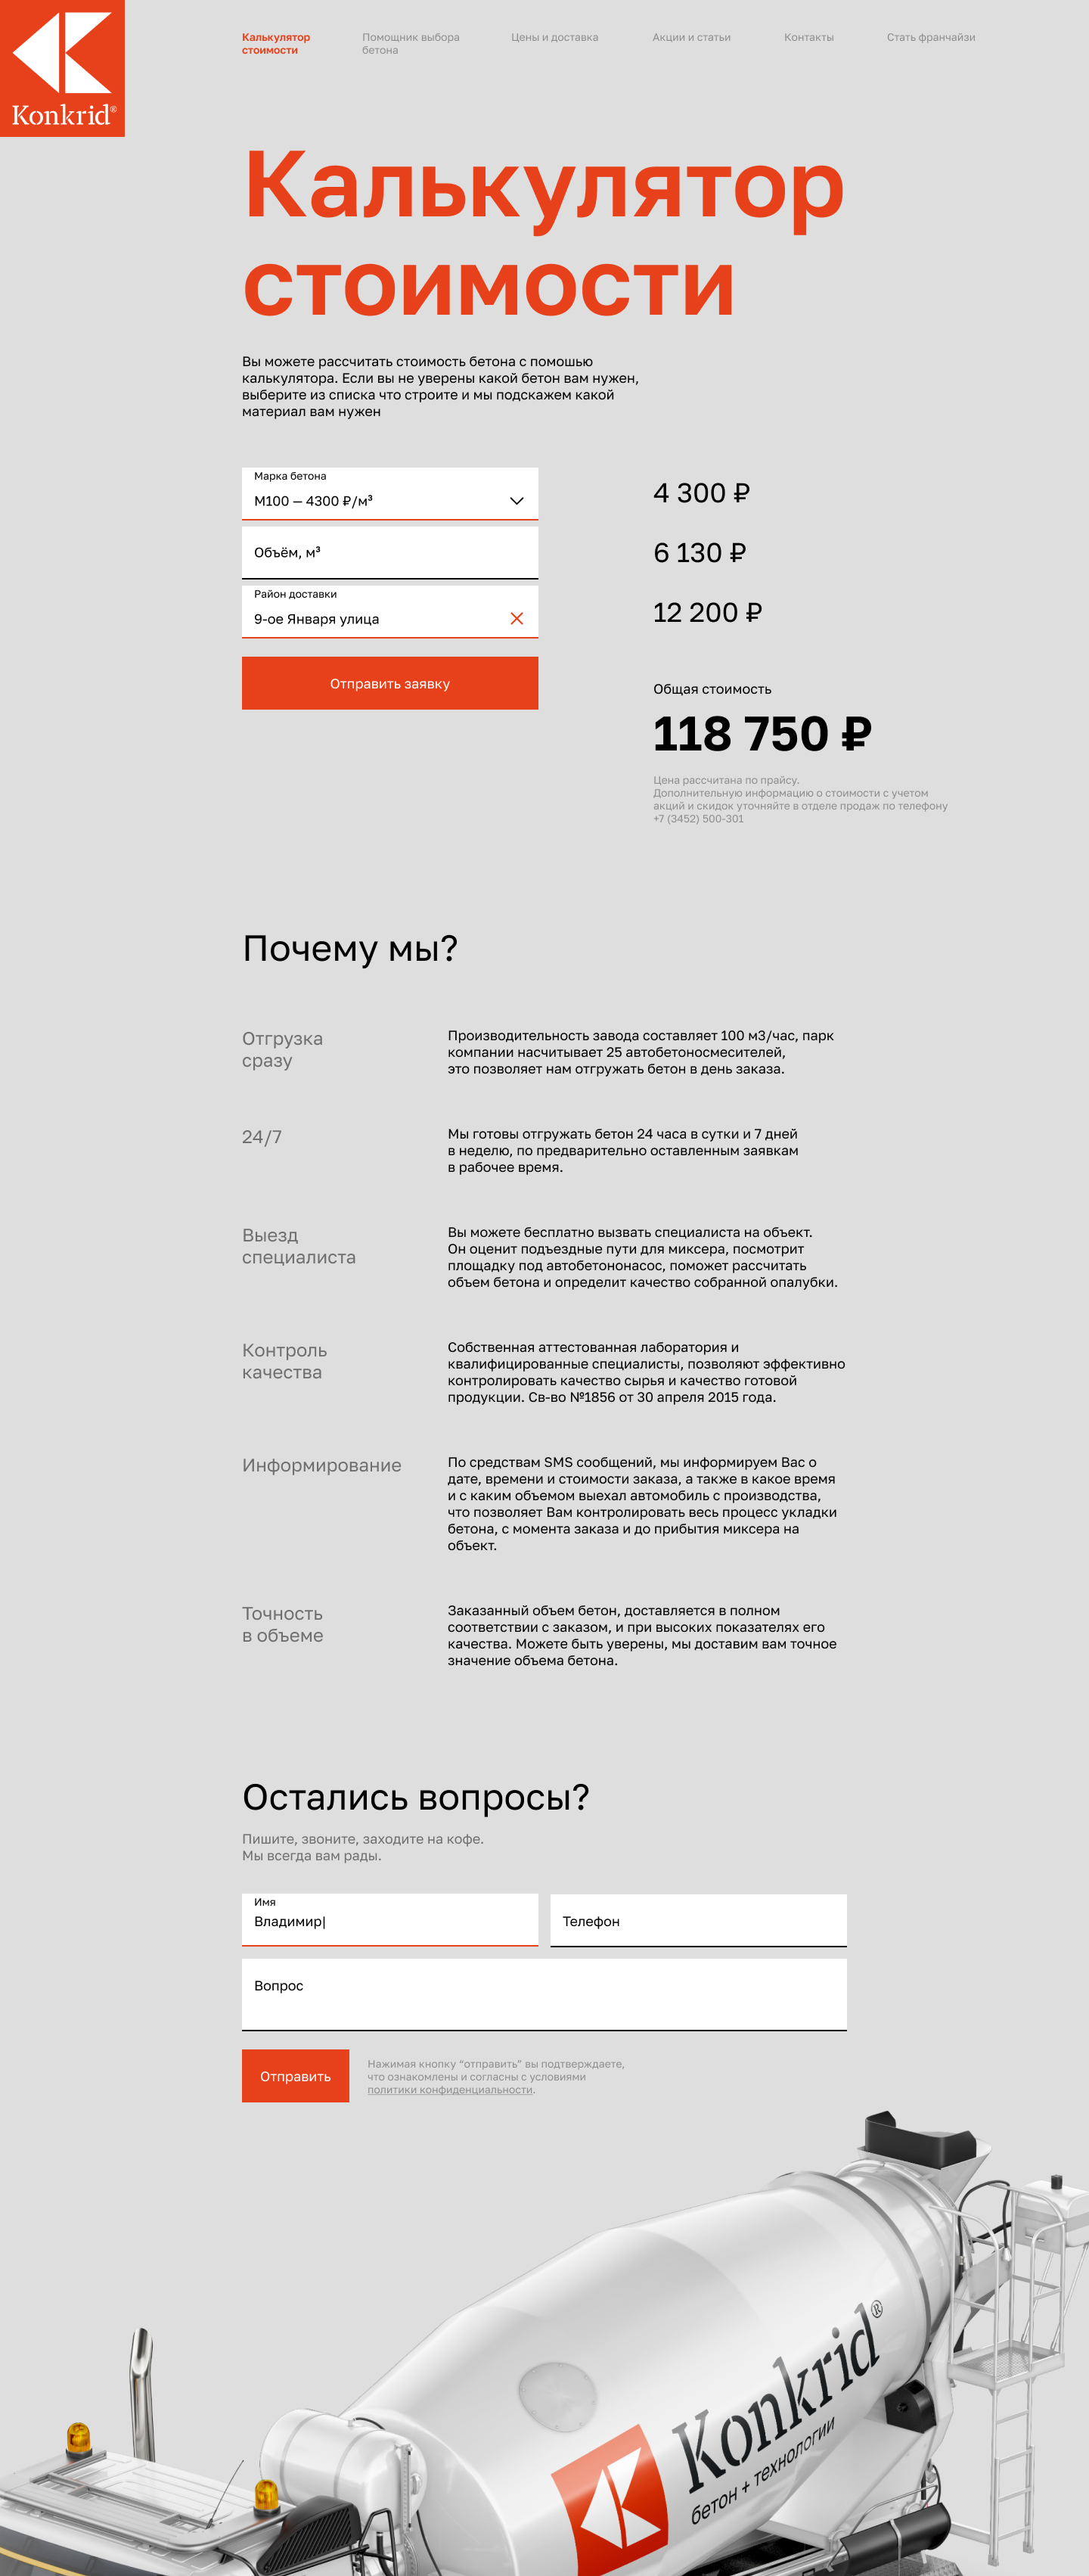 Konkrid®
Калькулятор
стоимости
Помощник выбора
бетона
Цены и доставка
Акции и статьи
Контакты
Стать франчайзи
Калькулятор
стоимости
Вы можете рассчитать стоимость бетона с помошью
калькулятора. Если вы не уверены какой бетон вам нужен,
выберите из списка что строите и мы подскажем какой
материал вам нужен
Марка бетона
М100 — 4300 ₽/м³
Объём, м³
Район доставки
9-ое Января улица
Отправить заявку
4 300 ₽
6 130 ₽
12 200 ₽
Общая стоимость
118 750 ₽
Цена рассчитана по прайсу.
Дополнительную информацию о стоимости с учетом
акций и скидок уточняйте в отделе продаж по телефону
+7 (3452) 500-301
Почему мы?
Отгрузка
сразу
Производительность завода составляет 100 м3/час, парк
компании насчитывает 25 автобетоносмесителей,
это позволяет нам отгружать бетон в день заказа.
24/7
Мы готовы отгружать бетон 24 часа в сутки и 7 дней
в неделю, по предварительно оставленным заявкам
в рабочее время.
Выезд
специалиста
Вы можете бесплатно вызвать специалиста на объект.
Он оценит подъездные пути для миксера, посмотрит
площадку под автобетононасос, поможет рассчитать
объем бетона и определит качество собранной опалубки.
Контроль
качества
Собственная аттестованная лаборатория и
квалифицированные специалисты, позволяют эффективно
контролировать качество сырья и качество готовой
продукции. Св-во №1856 от 30 апреля 2015 года.
Информирование
По средствам SMS сообщений, мы информируем Вас о
дате, времени и стоимости заказа, а также в какое время
и с каким объемом выехал автомобиль с производства,
что позволяет Вам контролировать весь процесс укладки
бетона, с момента заказа и до прибытия миксера на
объект.
Точность
в объеме
Заказанный объем бетон, доставляется в полном
соответствии с заказом, и при высоких показателях его
качества. Можете быть уверены, мы доставим вам точное
значение объема бетона.
Остались вопросы?
Пишите, звоните, заходите на кофе.
Мы всегда вам рады.
Имя
Владимир|
Телефон
Вопрос
Отправить
Нажимая кнопку “отправить” вы подтверждаете,
что ознакомлены и согласны с условиями
политики конфиденциальности.
Konkrid®
бетон + технологии